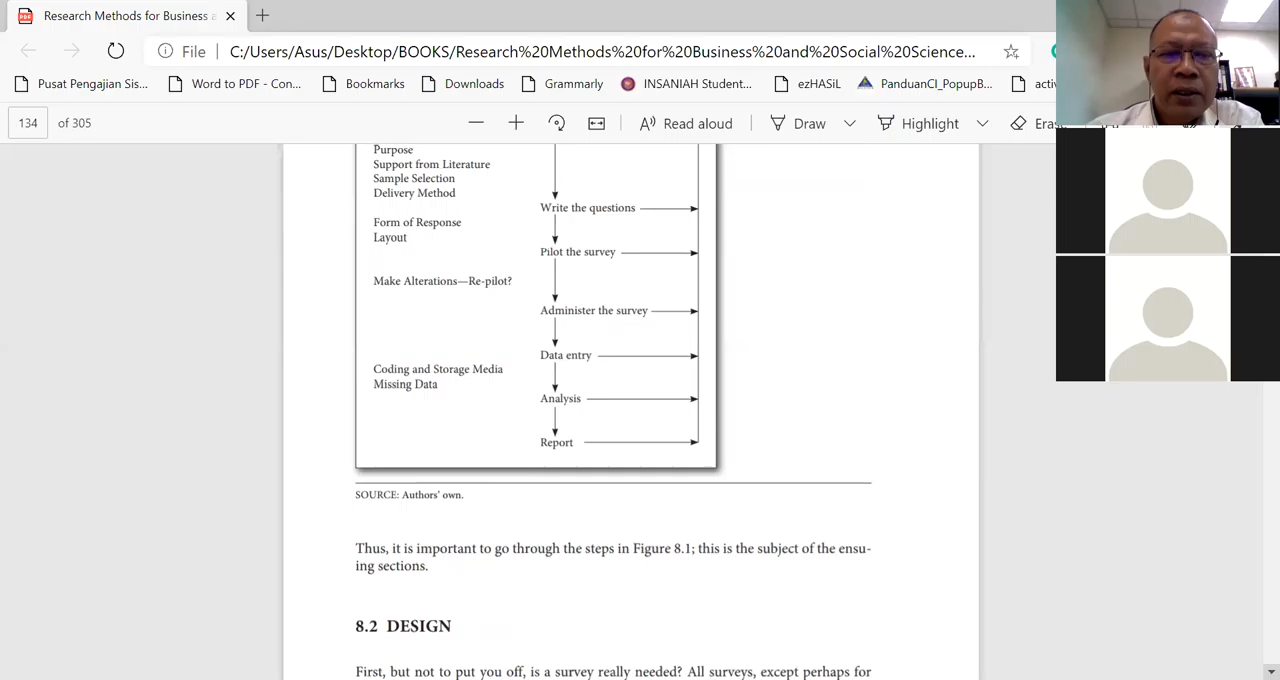 Research Methods for Business a
File
C:/Users/Asus/Desktop/BOOKS/Research%20Methods%20for%20Business%20and%20Social%20Science...
Pusat Pengajian Sis...
Word to PDF - Con...
Bookmarks
Downloads
Grammarly
INSANIAH Student...
ezHASiL
PanduanCI_PopupB...
134 of 305
Read aloud
Draw
Highlight
Purpose
Support from Literature
Sample Selection
Delivery Method
Write the questions
Form of Response
Layout
Pilot the survey
Make Alterations—Re-pilot?
Administer the survey
Data entry
Coding and Storage Media
Missing Data
Analysis
Report
SOURCE: Authors' own.
Thus, it is important to go through the steps in Figure 8.1; this is the subject of the ensu-
ing sections.
8.2 DESIGN
First, but not to put you off, is a survey really needed? All surveys, except perhaps for